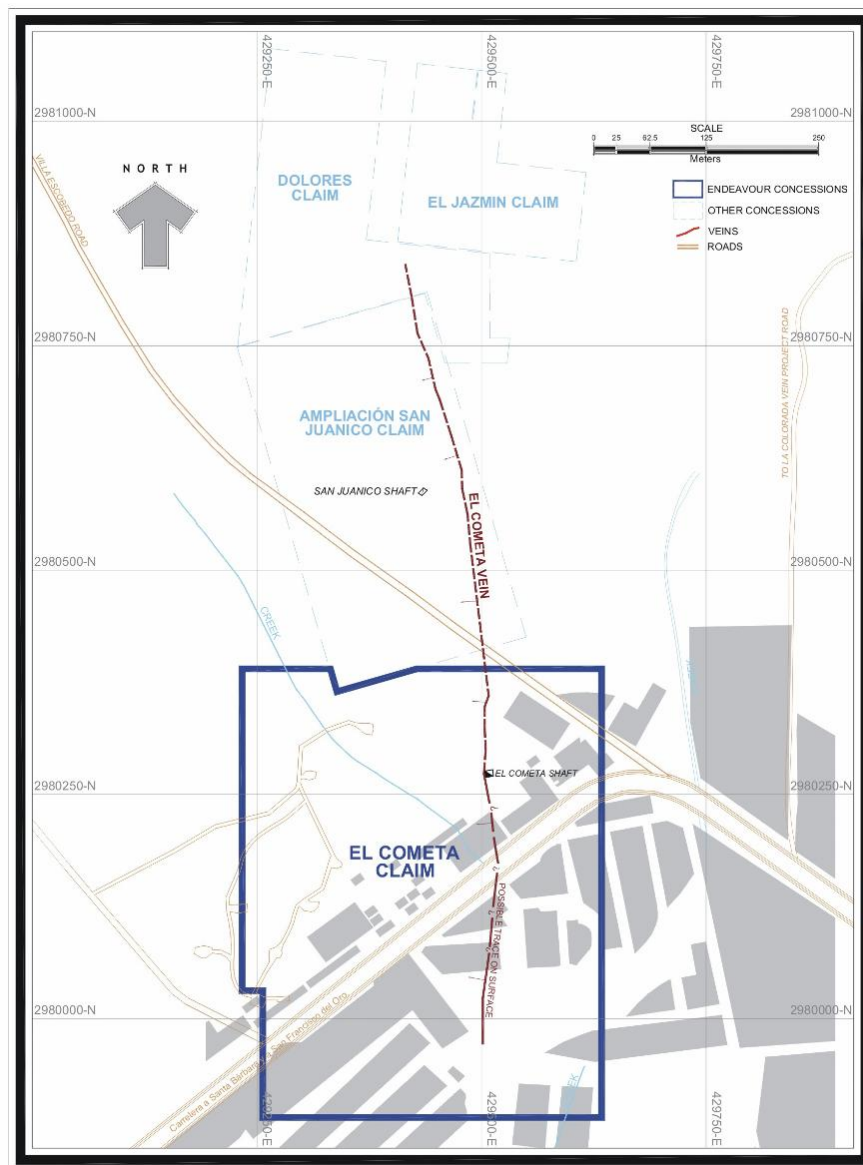 429250-E
429500-E
429750-E
2981000-N
2981000-N
SCALE
0 25 62.5 125 250
Meters
NORTH
VILLA ESCOBEDO ROAD
DOLORES
CLAIM
EL JAZMIN CLAIM
ENDEAVOUR CONCESSIONS
OTHER CONCESSIONS
VEINS
ROADS
2980750-N
2980750-N
TO LA COLORADA VEIN PROJECT ROAD
AMPLIACIÓN SAN
JUANICO CLAIM
SAN JUANICO SHAFT
EL COMETA VEIN
2980500-N
2980500-N
CREEK
2980250-N
2980250-N
EL COMETA SHAFT
EL COMETA
CLAIM
POSSIBLE TRACE ON SURFACE
2980000-N
2980000-N
Carretera a Santa Bárbara y a San Francisco del Oro
429250-E
429500-E
429750-E